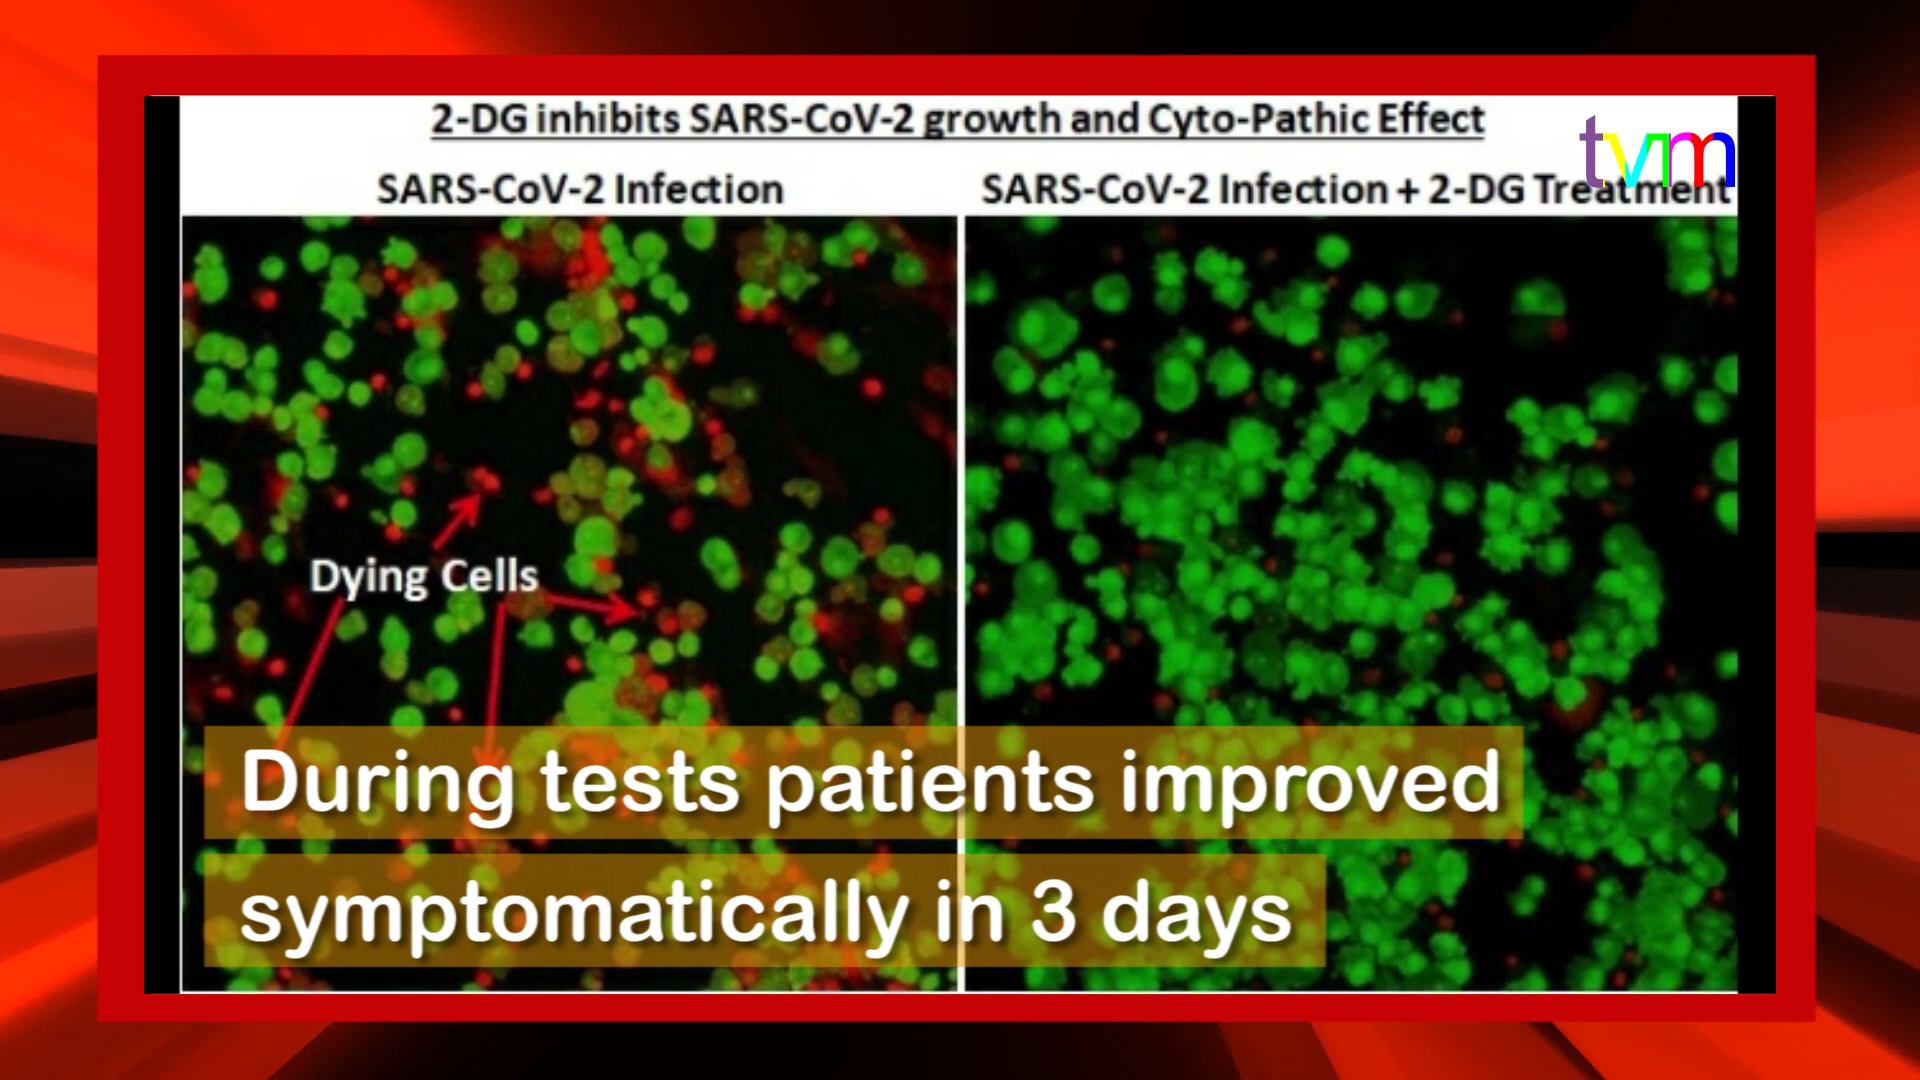 2-DG inhibits SARS-CoV-2 growth and Cyto-Pathic Effect
tvm
SARS-CoV-2 Infection
SARS-CoV-2 Infection + 2-DG Treatment
Dying Cells
During tests patients improved
symptomatically in 3 days